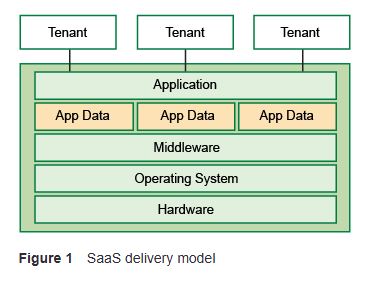 Tenant Tenant Tenant
Application
App Data App Data App Data
Middleware
Operating System
Hardware
Figure 1 SaaS delivery model